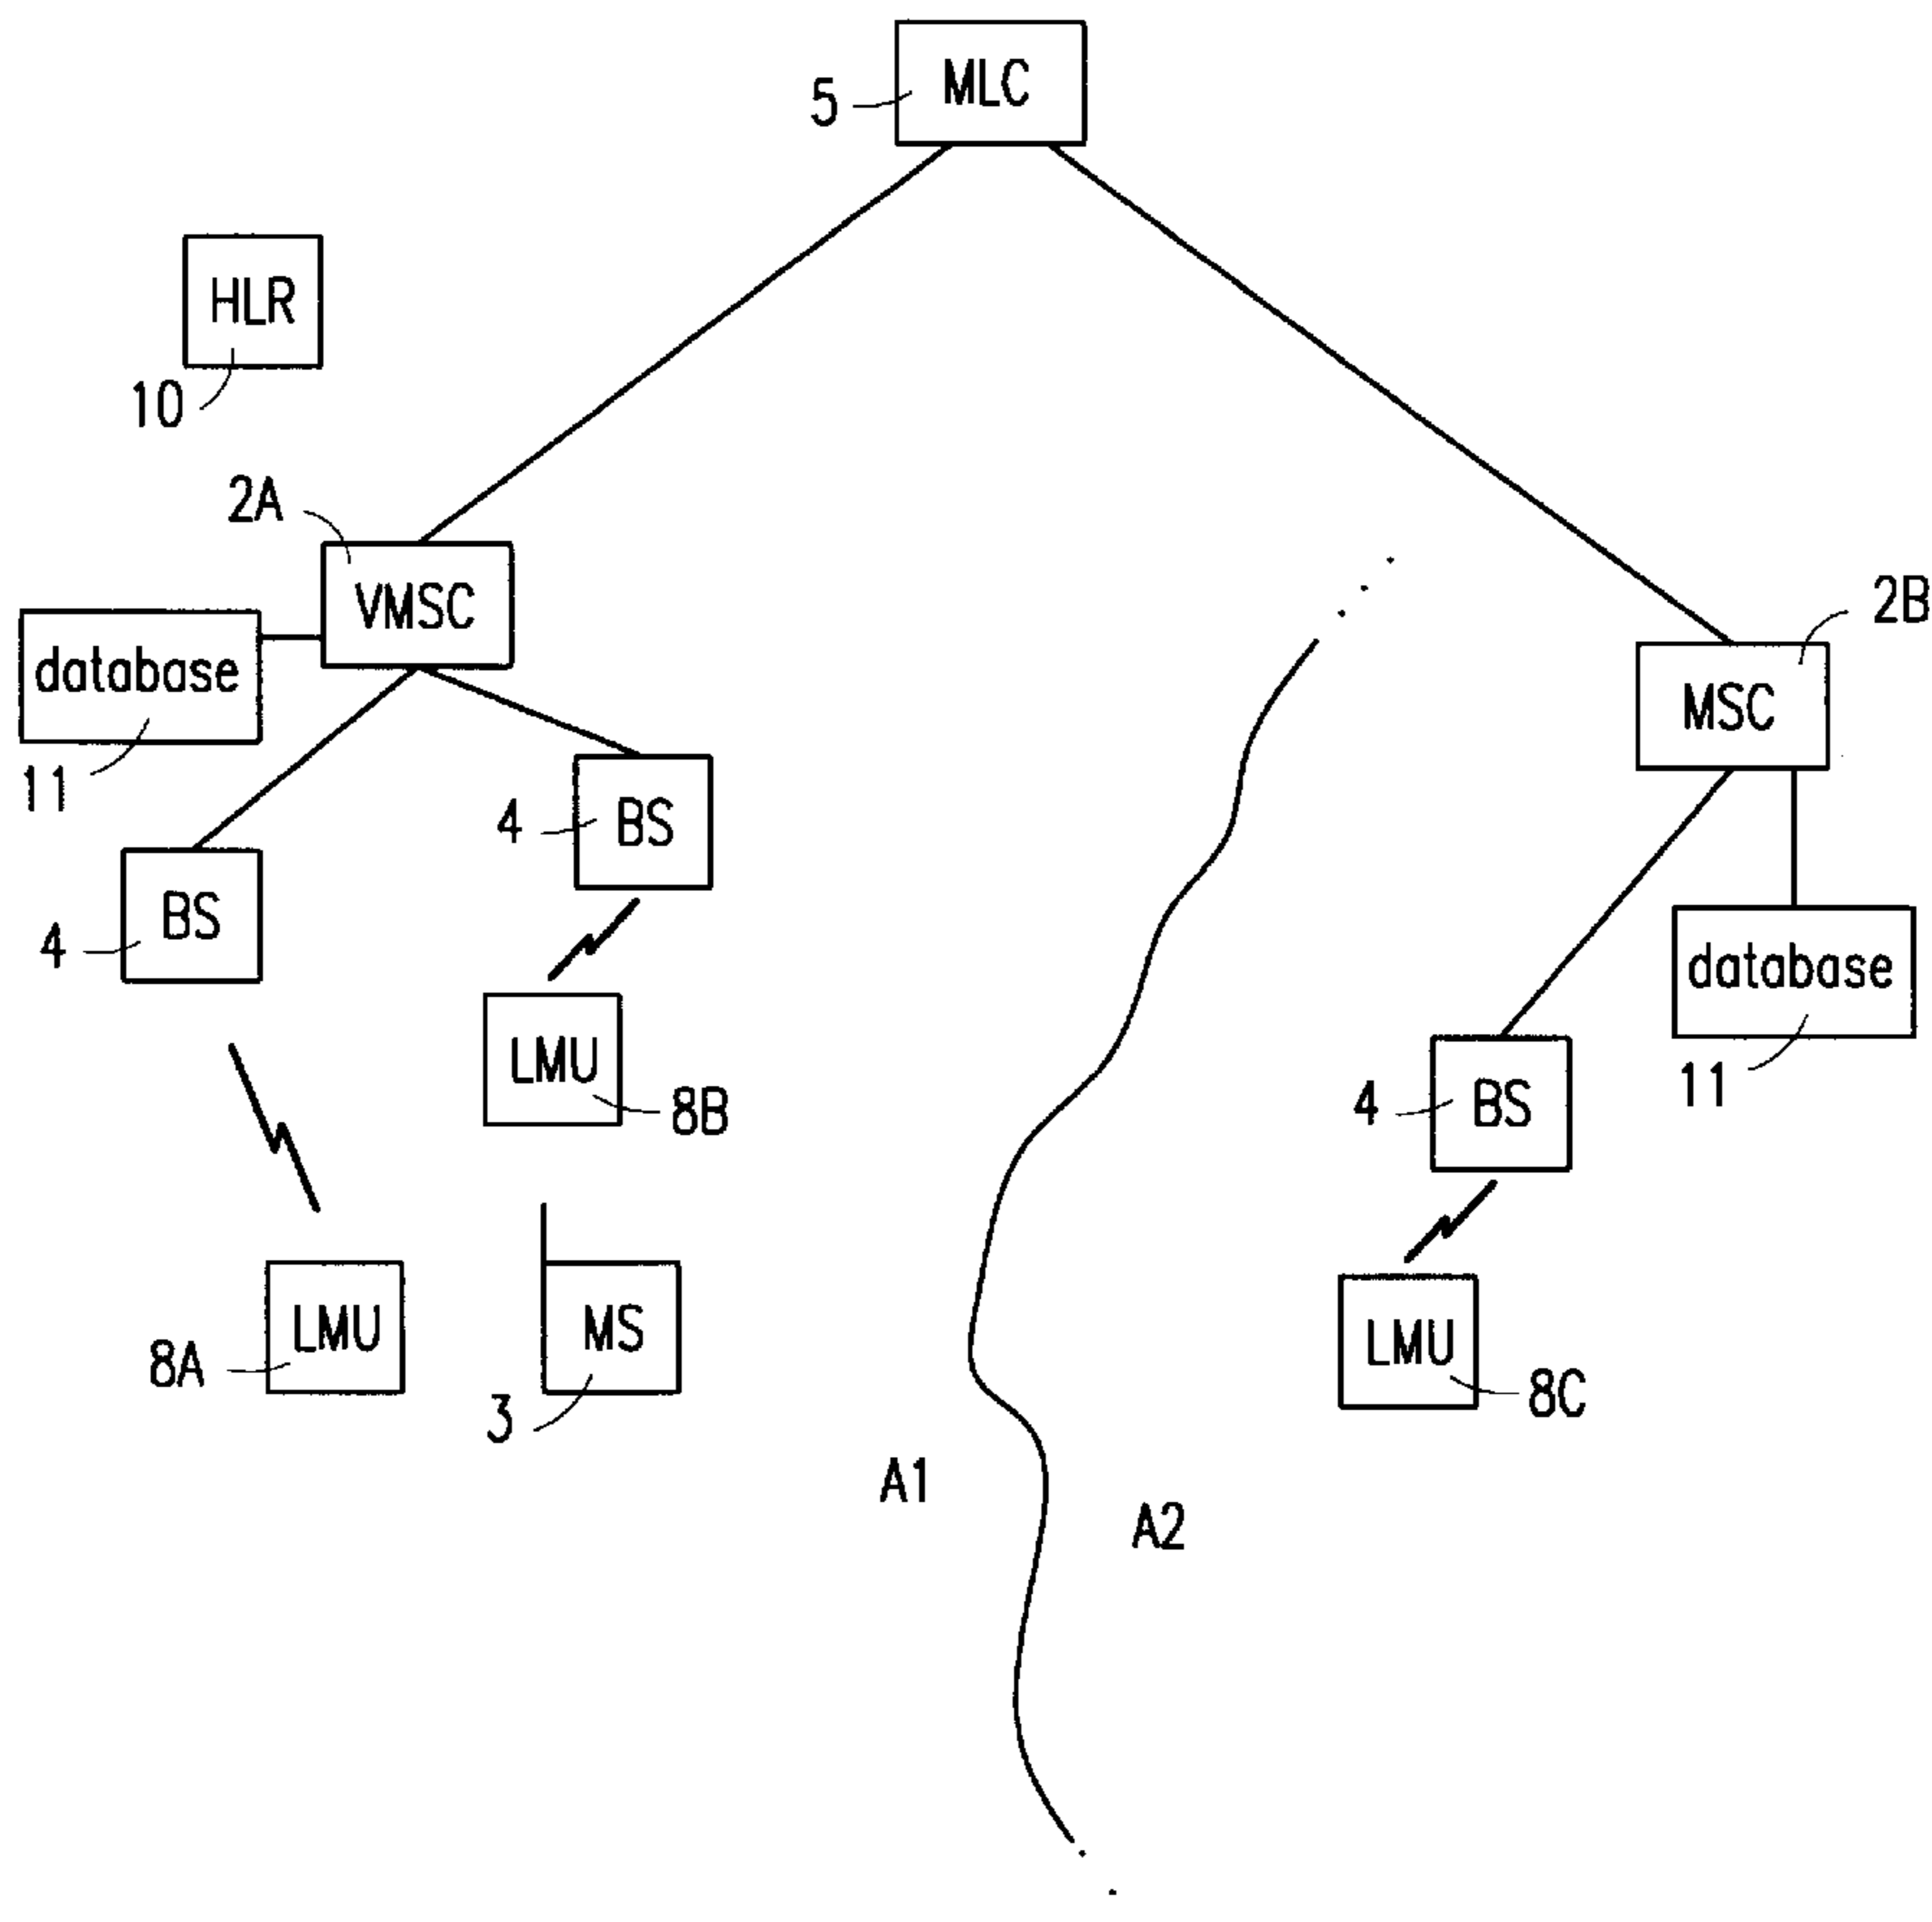 MLC
5
HLR
10
2A
VMSC
2B
database
MSC
11
4
BS
BS
4
database
LMU
8B
11
4
BS
LMU
8A
MS
3
LMU
8C
A1
A2